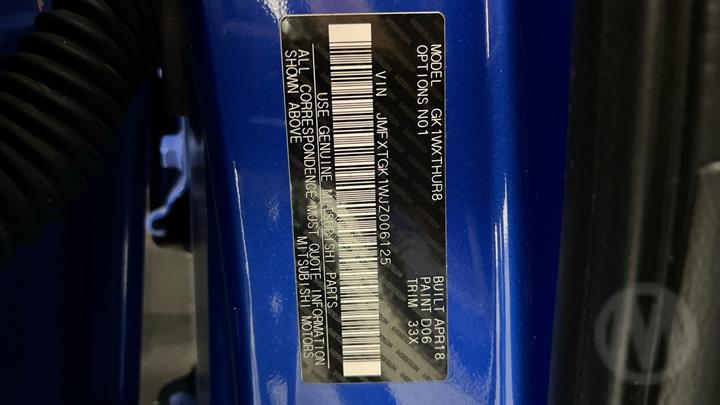 MODEL GK1WXTHUR8 BUILT APR18
OPTIONS N01 PAINT D06
TRIM 33X
VIN JMFXTGK1WJZ006125
USE GENUINE MITSUBISHI PARTS
ALL CORRESPONDENCE MUST QUOTE INFORMATION
SHOWN ABOVE MITSUBISHI MOTORS
M